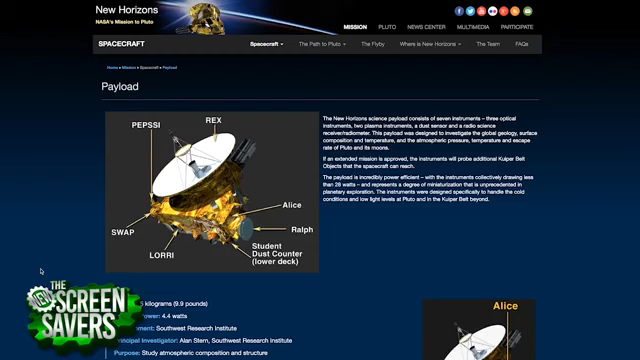 New Horizons
NASA's Mission to Pluto
MISSION PLUTO NEWS CENTER MULTIMEDIA PARTICIPATE
SPACECRAFT
Spacecraft The Path to Pluto The Flyby Where is New Horizons The Team FAQs
Home » Mission » Spacecraft » Payload
Payload
PEPSSI
REX
Alice
Ralph
SWAP
LORRI
Student
Dust Counter
(lower deck)
The New Horizons science payload consists of seven instruments – three optical
instruments, two plasma instruments, a dust sensor and a radio science
receiver/radiometer. This payload was designed to investigate the global geology, surface
composition and temperature, and the atmospheric pressure, temperature and escape
rate of Pluto and its moons.
If an extended mission is approved, the instruments will probe additional Kuiper Belt
Objects that the spacecraft can reach.
The payload is incredibly power efficient – with the instruments collectively drawing less
than 28 watts – and represents a degree of miniaturization that is unprecedented in
planetary exploration. The instruments were designed specifically to handle the cold
conditions and low light levels at Pluto and in the Kuiper Belt beyond.
THE
NEW
SCREEN
SAVERS
kilograms (9.9 pounds)
4.4 watts
Southwest Research Institute
Principal Investigator: Alan Stern, Southwest Research Institute
Purpose: Study atmospheric composition and structure
Alice